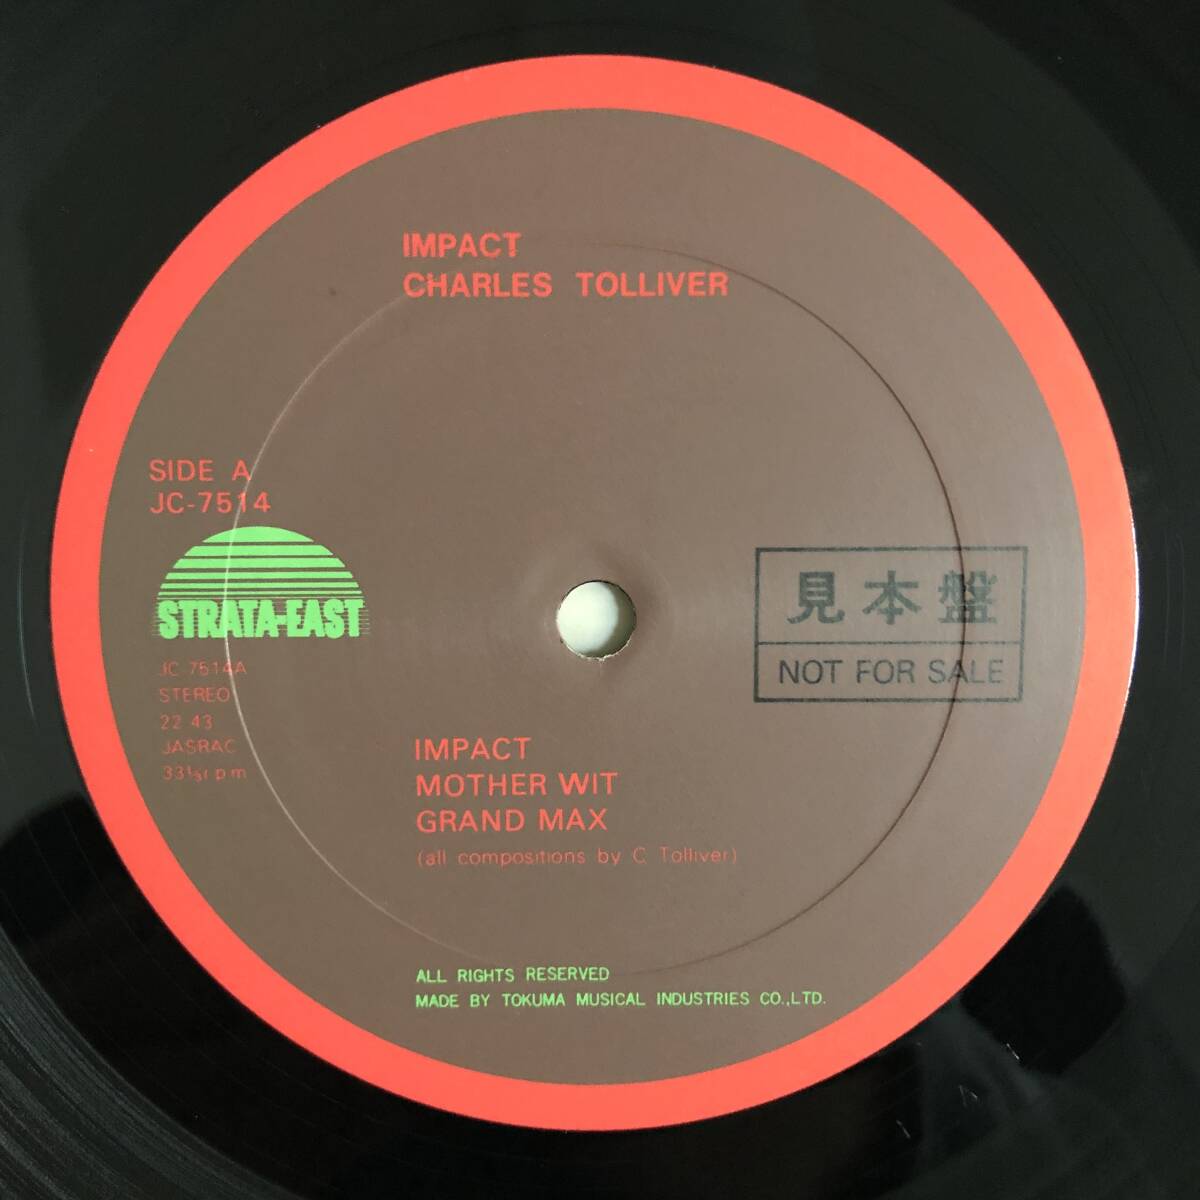 IMPACT
CHARLES TOLLIVER
SIDE A
JC-7514
STRATA-EAST
JC-7514A
STEREO
22 43
JASRAC
33⅓ r p m
見本盤
NOT FOR SALE
IMPACT
MOTHER WIT
GRAND MAX
(all compositions by C Tolliver)
ALL RIGHTS RESERVED
MADE BY TOKUMA MUSICAL INDUSTRIES CO.,LTD.